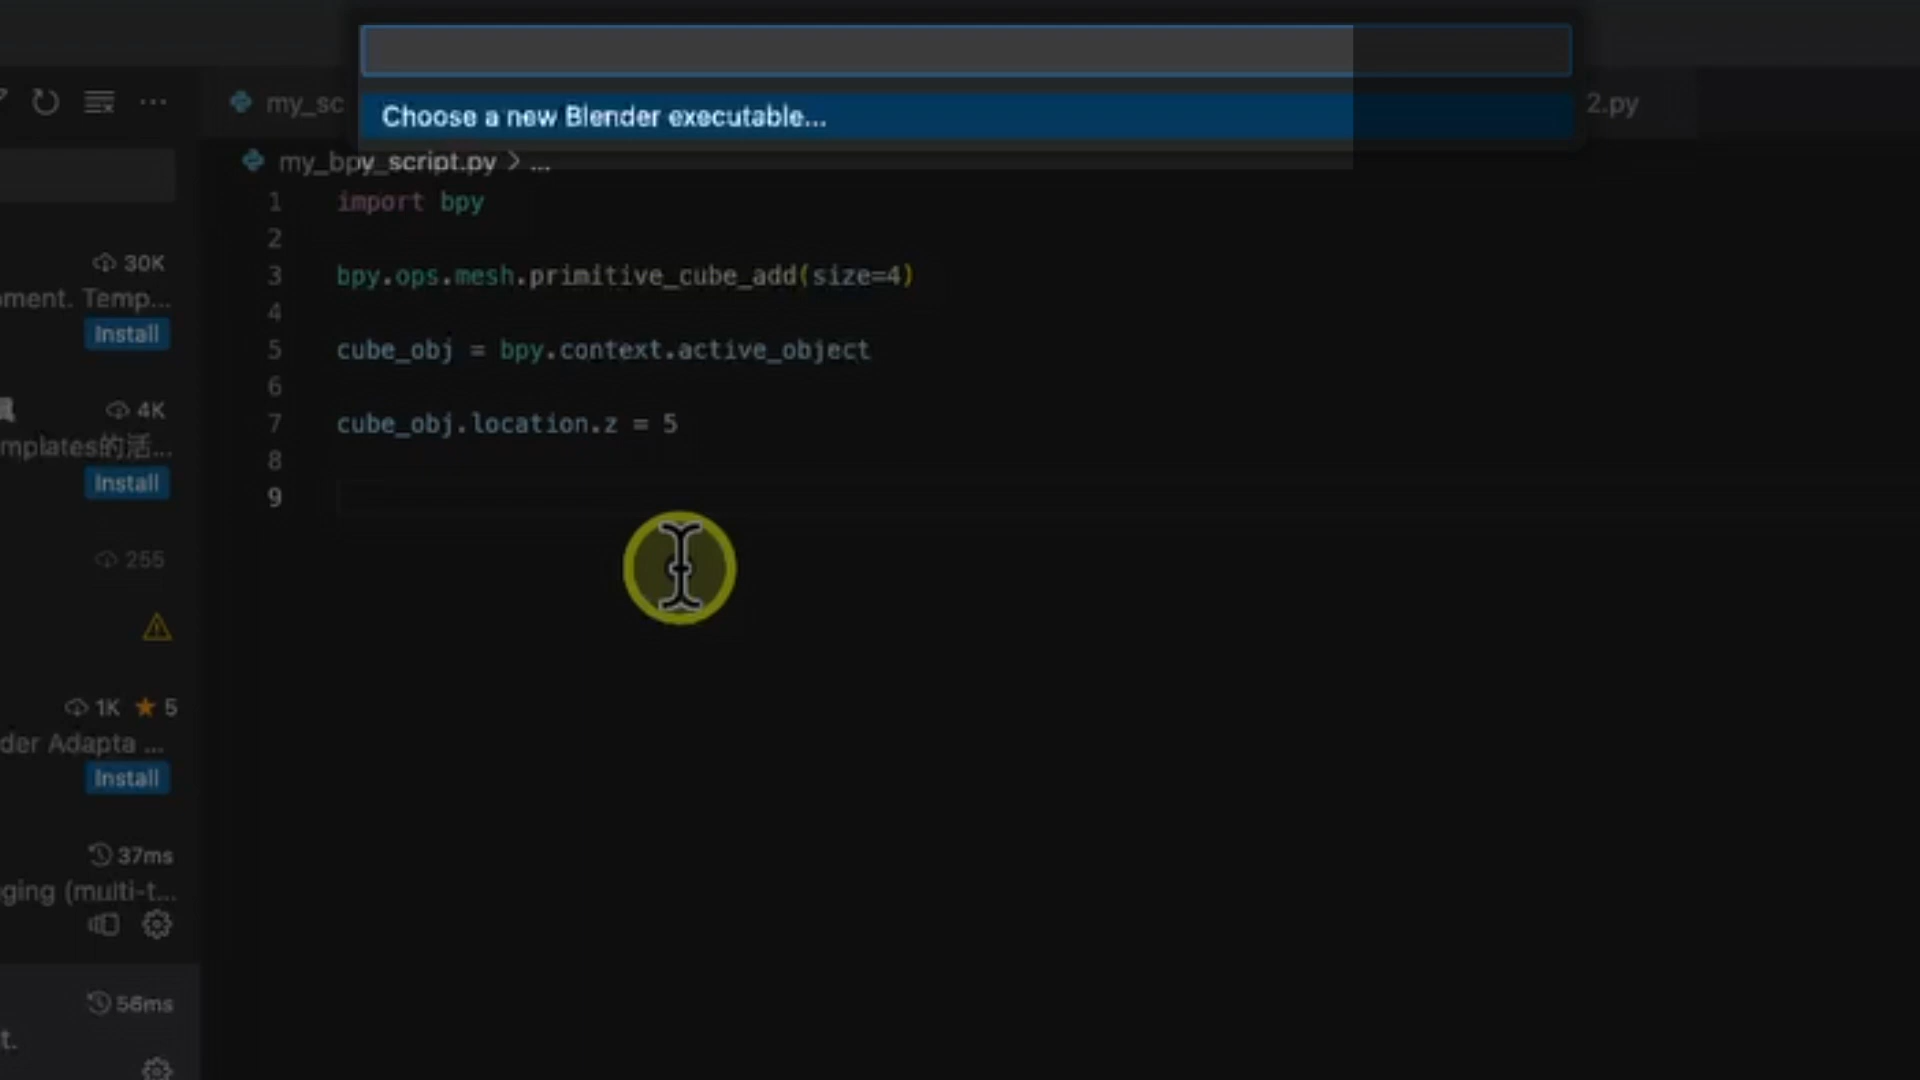 Choose a new Blender executable...
my_sc
2.py
my_bpy_script.py > ...
1 import bpy
2
3 bpy.ops.mesh.primitive_cube_add(size=4)
4
5 cube_obj = bpy.context.active_object
6
7 cube_obj.location.z = 5
8
9
30K
ment. Temp...
Install
4K
mplates的活...
Install
255
1K ★ 5
der Adapta ...
Install
37ms
ging (multi-t...
56ms
t.